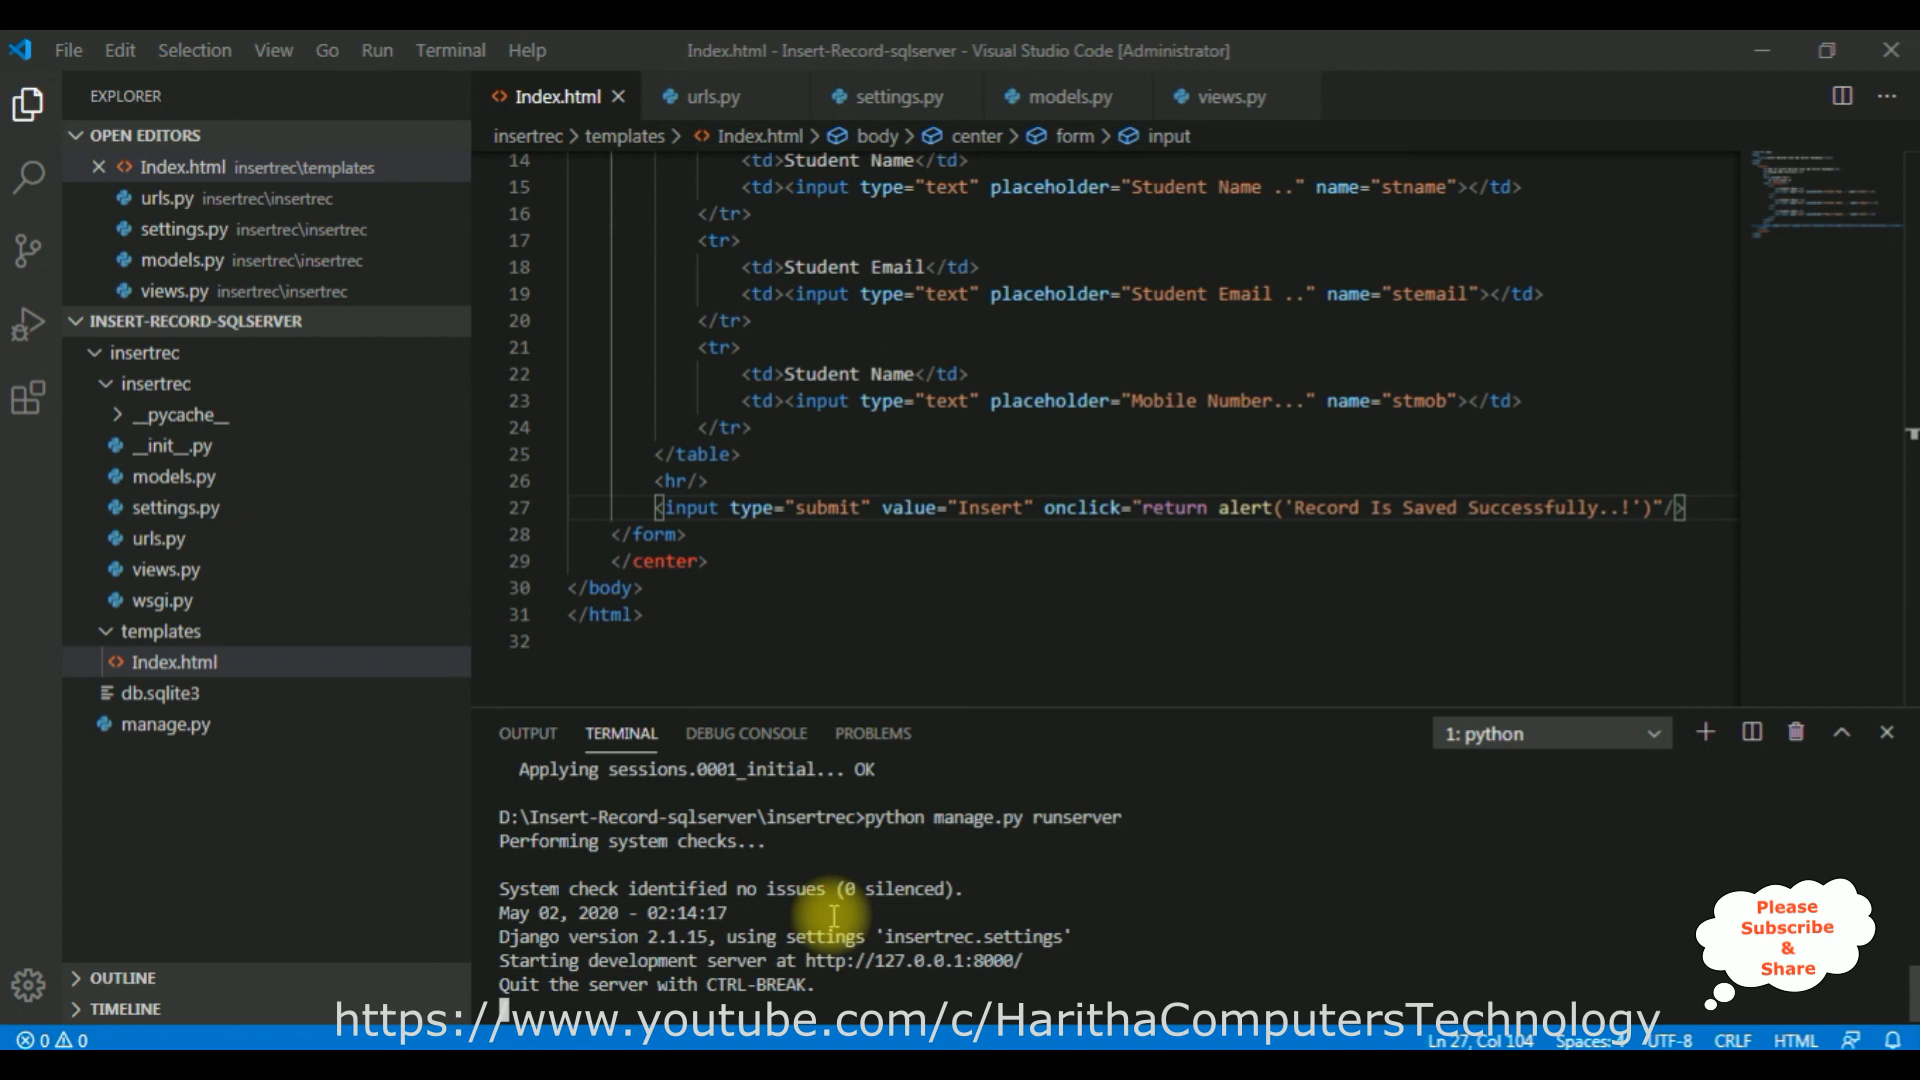 File Edit Selection View Go Run Terminal Help
Index.html - Insert-Record-sqlserver - Visual Studio Code [Administrator]
EXPLORER
Index.html
urls.py
settings.py
models.py
views.py
OPEN EDITORS
insertrec > templates > Index.html > body > center > form > input
Index.html insertrec\templates
urls.py insertrec\insertrec
settings.py insertrec\insertrec
models.py insertrec\insertrec
views.py insertrec\insertrec
INSERT-RECORD-SQLSERVER
insertrec
insertrec
__pycache__
__init__.py
models.py
settings.py
urls.py
views.py
wsgi.py
templates
Index.html
db.sqlite3
manage.py
OUTLINE
TIMELINE
14 <td>Student Name</td>
15 <td><input type="text" placeholder="Student Name .." name="stname"></td>
16 </tr>
17 <tr>
18 <td>Student Email</td>
19 <td><input type="text" placeholder="Student Email .." name="stemail"></td>
20 </tr>
21 <tr>
22 <td>Student Name</td>
23 <td><input type="text" placeholder="Mobile Number..." name="stmob"></td>
24 </tr>
25 </table>
26 <hr/>
27 <input type="submit" value="Insert" onclick="return alert('Record Is Saved Successfully..!')"/>
28 </form>
29 </center>
30 </body>
31 </html>
32
OUTPUT TERMINAL DEBUG CONSOLE PROBLEMS
1: python
Applying sessions.0001_initial... OK
D:\Insert-Record-sqlserver\insertrec>python manage.py runserver
Performing system checks...
System check identified no issues (0 silenced).
May 02, 2020 - 02:14:17
Django version 2.1.15, using settings 'insertrec.settings'
Starting development server at http://127.0.0.1:8000/
Quit the server with CTRL-BREAK.
Please
Subscribe
&
Share
https://www.youtube.com/c/HarithaComputersTechnology
0 0
Ln 27, Col 104 Spaces: 4 UTF-8 CRLF HTML